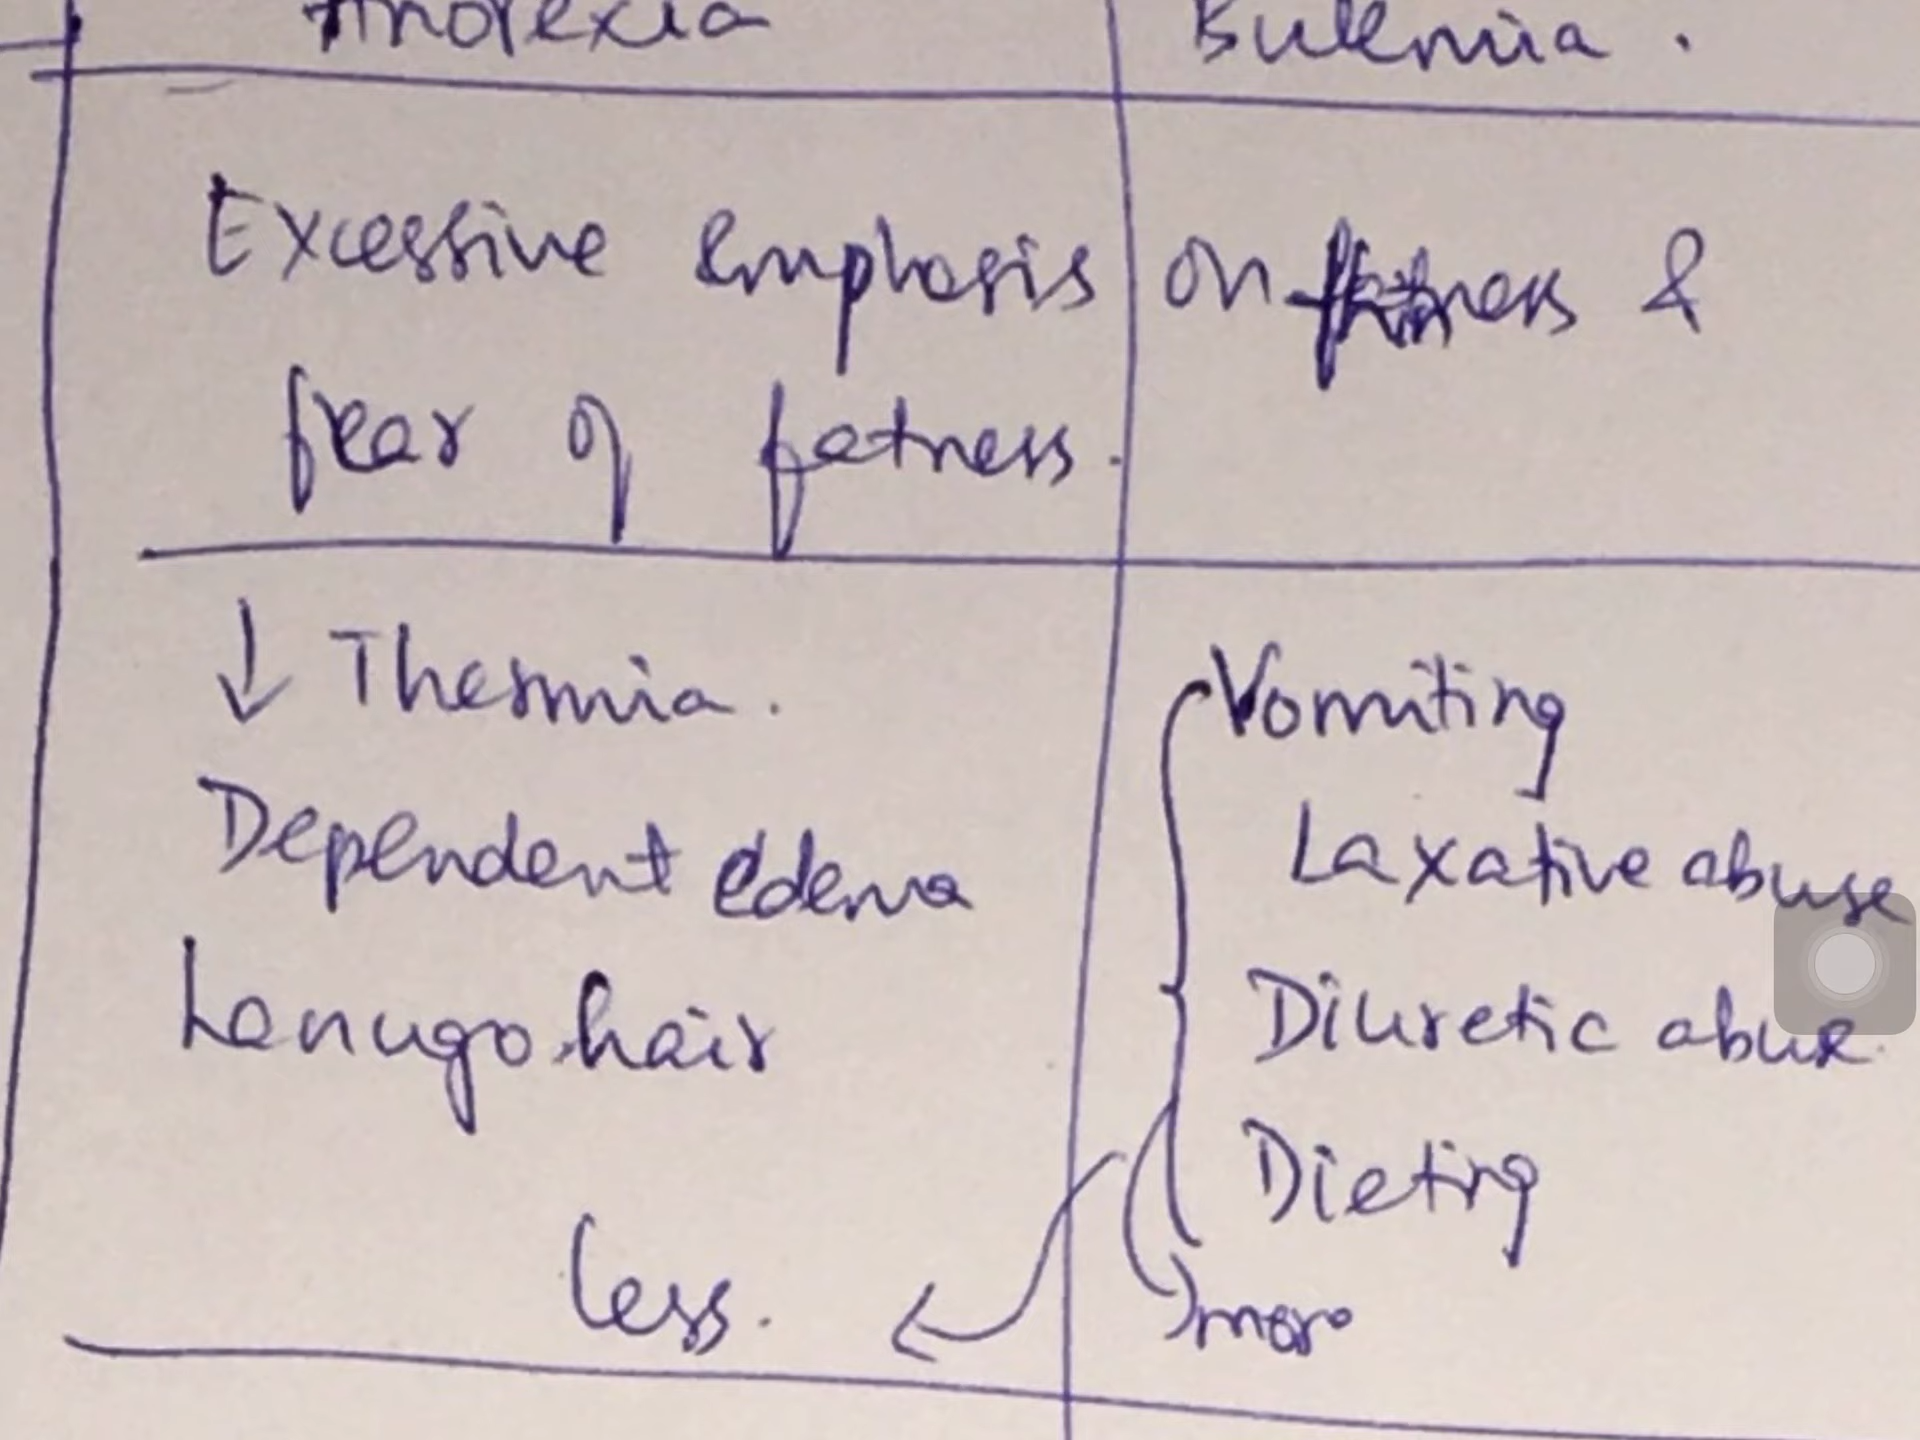 Anorexia
Bulemia.
Excessive emphasis on thinness &
fear of fatness.
↓ Thermia.
Dependent edema
Lanugo hair
less.
Vomiting
Laxative abuse
Diuretic abuse
Dieting
more